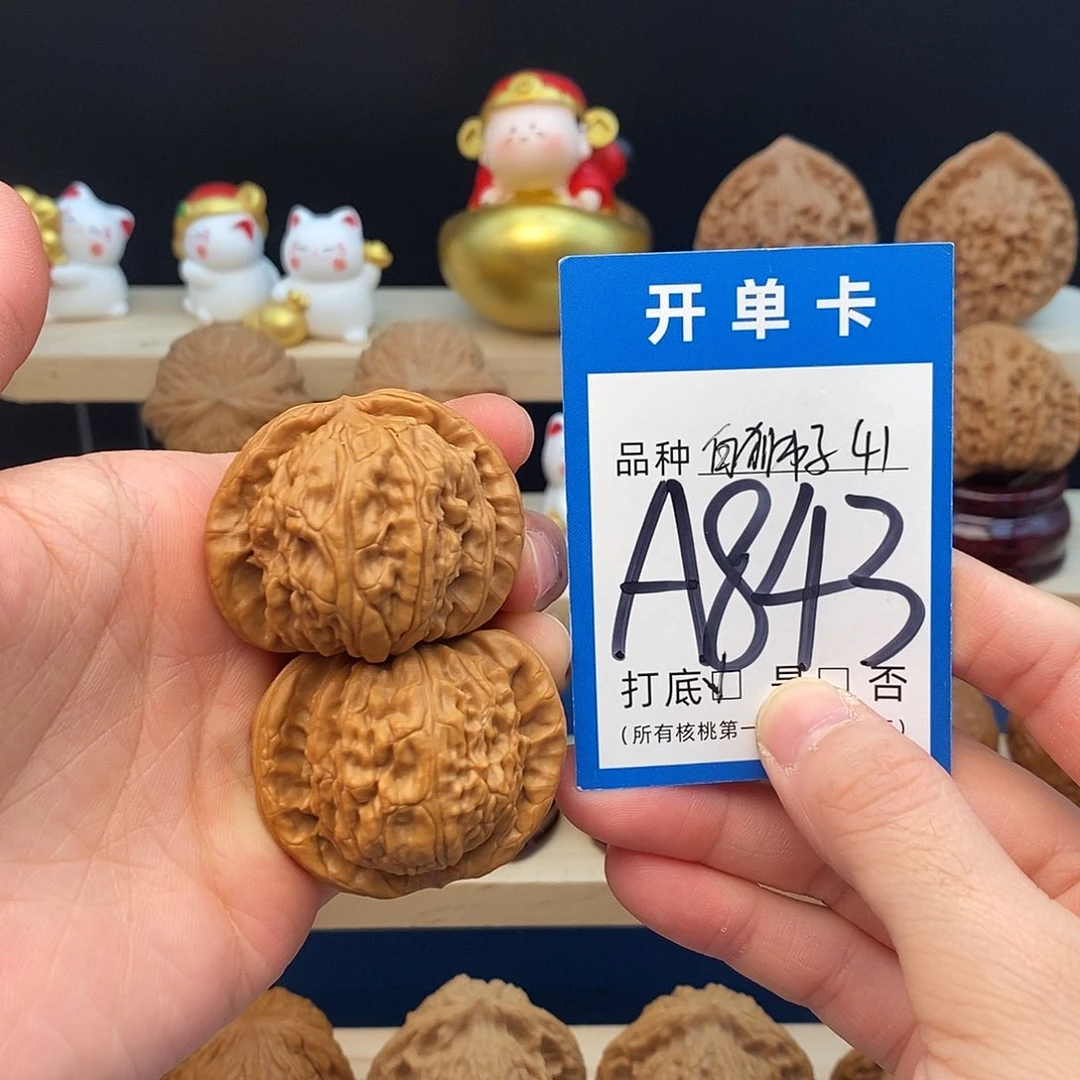 开单卡
品种 白狮子 41
A843
打底 是 否
(所有核桃第一